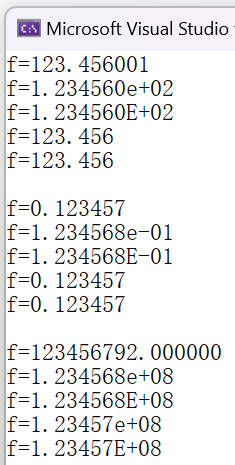 Microsoft Visual Studio
f=123.456001
f=1.234560e+02
f=1.234560E+02
f=123.456
f=123.456
f=0.123457
f=1.234568e-01
f=1.234568E-01
f=0.123457
f=0.123457
f=123456792.000000
f=1.234568e+08
f=1.234568E+08
f=1.23457e+08
f=1.23457E+08